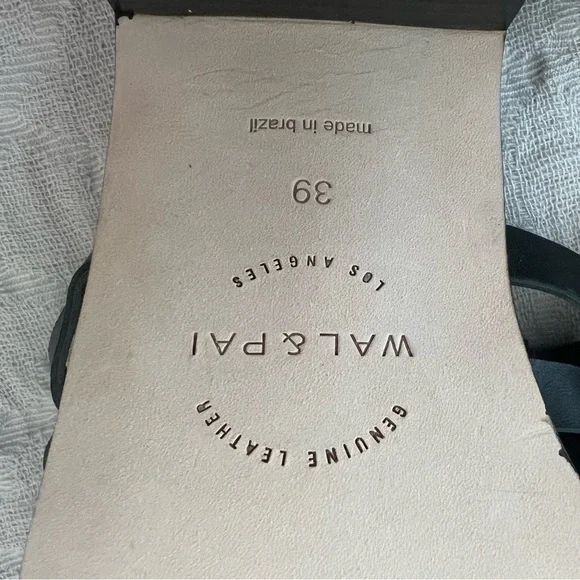 GENUINE LEATHER
WAL & PAI
LOS ANGELES
39
made in brazil